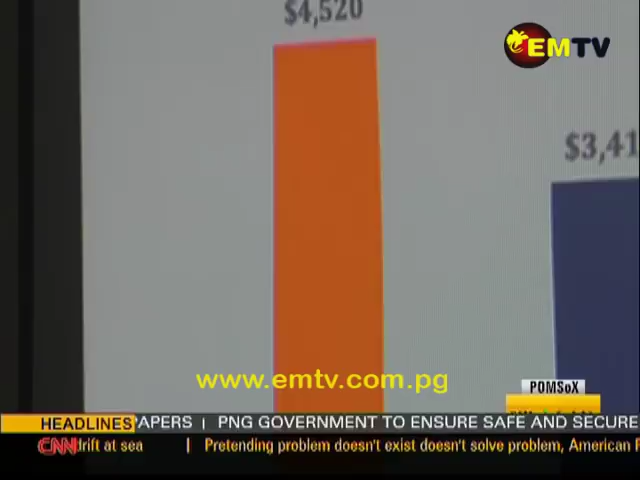 $4,520
EMTV
$3,41
www.emtv.com.pg
POMSoX
HEADLINES PAPERS | PNG GOVERNMENT TO ENSURE SAFE AND SECURE
CNN drift at sea | Pretending problem doesn't exist doesn't solve problem, American